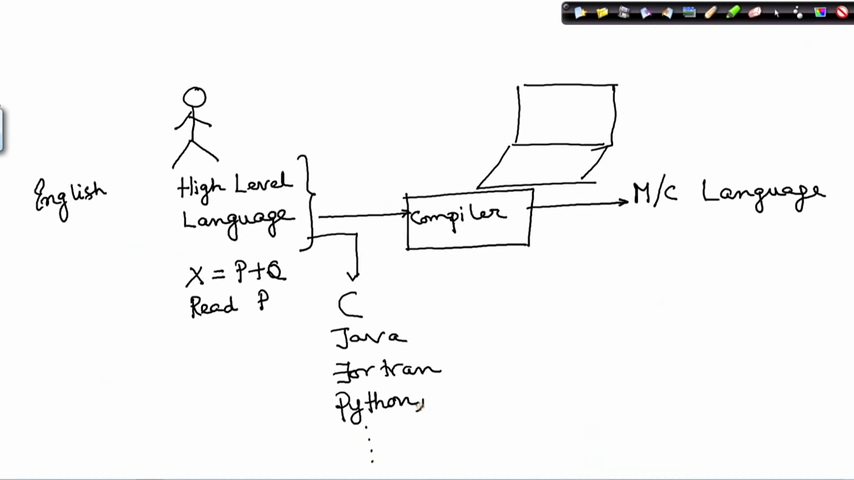 English
High Level
Language
X = P+Q
Read P
Compiler
M/C Language
C
Java
Fortran
Python,